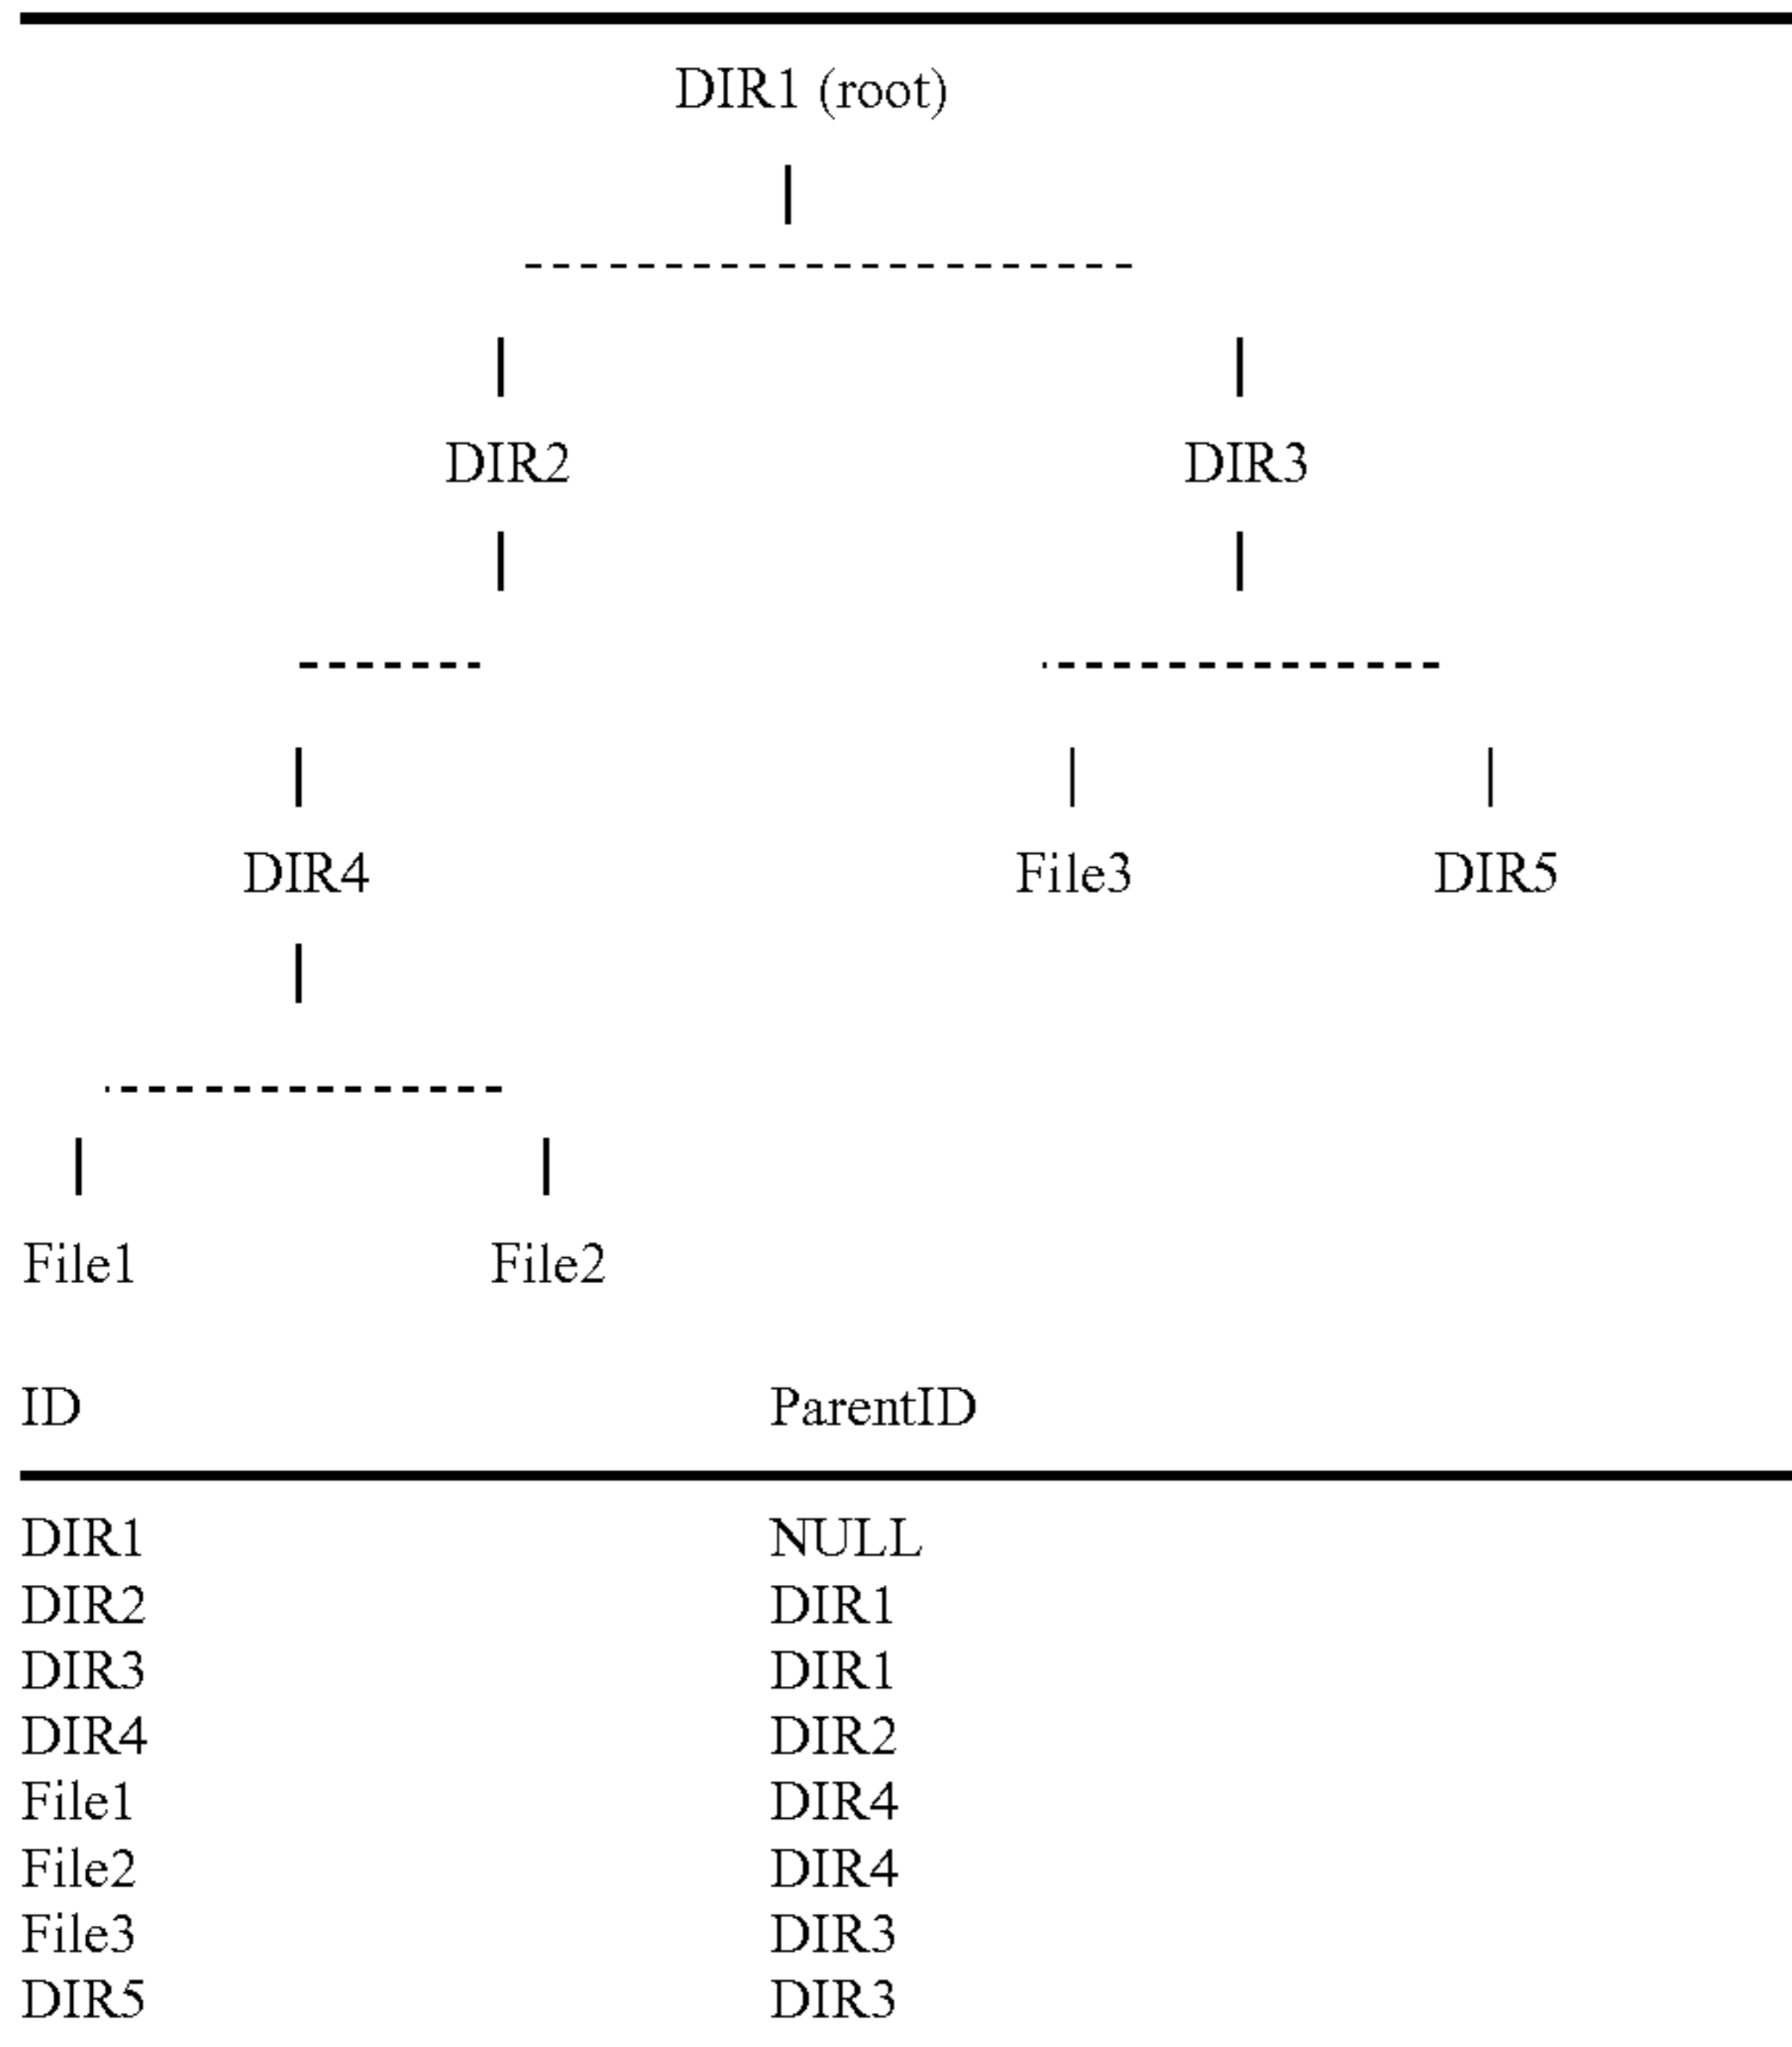 DIR1 (root)
|
----------------------
| |
DIR2 DIR3
| |
------- --------------
| | |
DIR4 File3 DIR5
|
--------------
| |
File1 File2
ID ParentID
DIR1 NULL
DIR2 DIR1
DIR3 DIR1
DIR4 DIR2
File1 DIR4
File2 DIR4
File3 DIR3
DIR5 DIR3